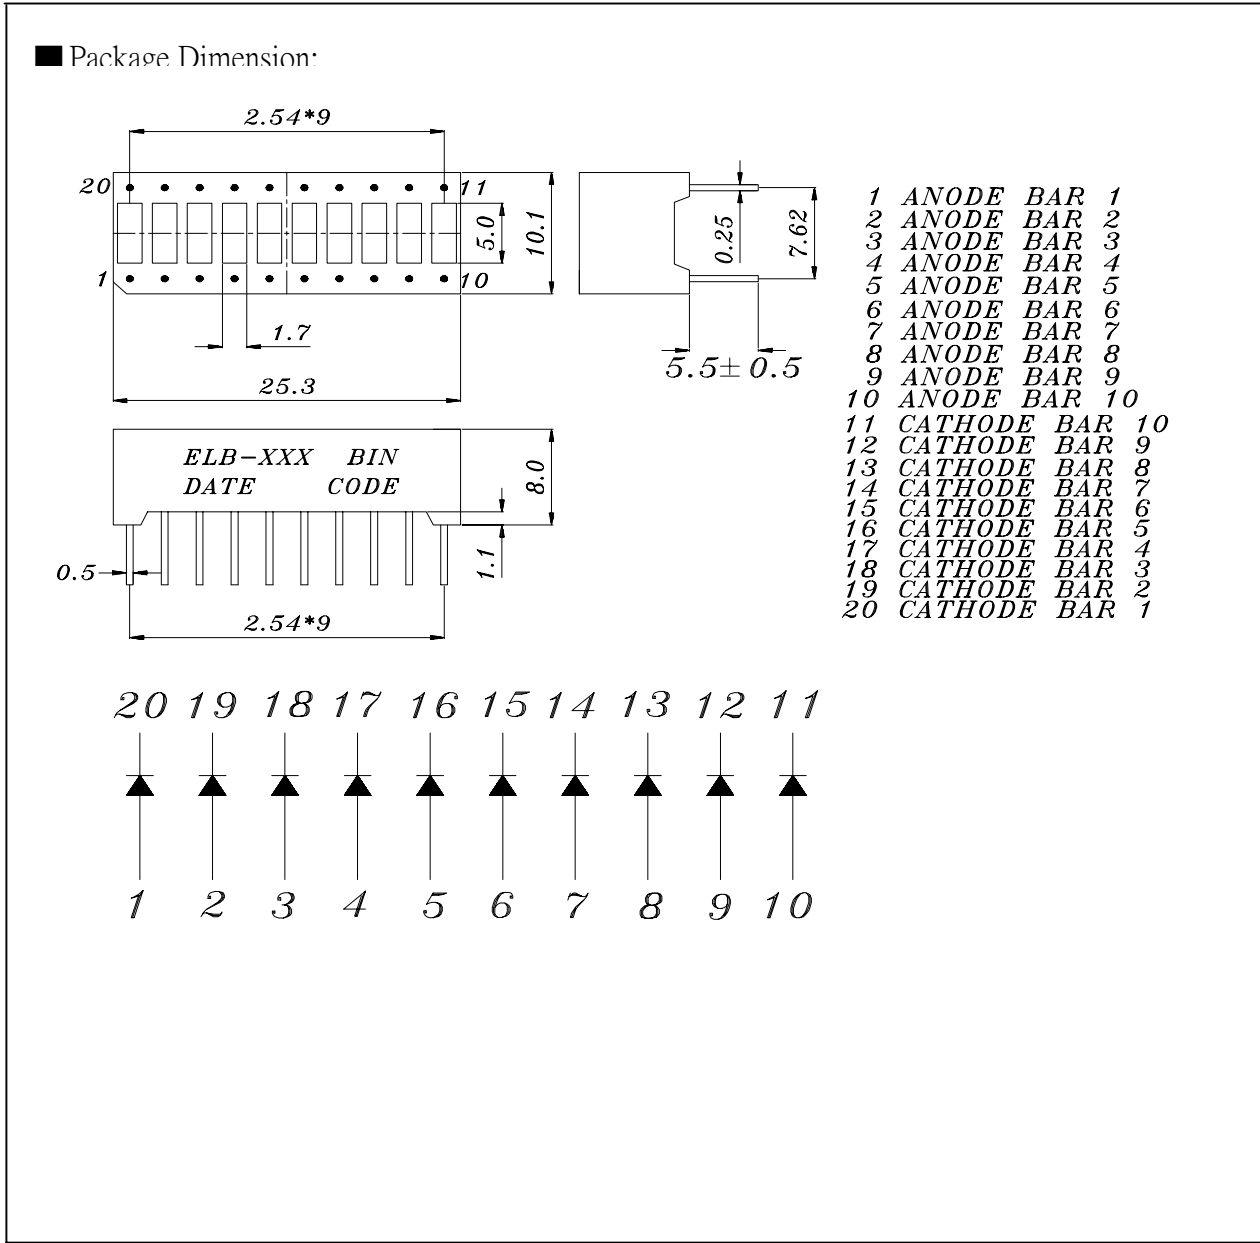 Package Dimension:
2.54*9
20 11
1 10
5.0
10.1
1.7
25.3
0.25
7.62
5.5± 0.5
1 ANODE BAR 1
2 ANODE BAR 2
3 ANODE BAR 3
4 ANODE BAR 4
5 ANODE BAR 5
6 ANODE BAR 6
7 ANODE BAR 7
8 ANODE BAR 8
9 ANODE BAR 9
10 ANODE BAR 10
11 CATHODE BAR 10
12 CATHODE BAR 9
13 CATHODE BAR 8
14 CATHODE BAR 7
15 CATHODE BAR 6
16 CATHODE BAR 5
17 CATHODE BAR 4
18 CATHODE BAR 3
19 CATHODE BAR 2
20 CATHODE BAR 1
ELB-XXX BIN
DATE CODE
8.0
1.1
0.5
2.54*9
20 19 18 17 16 15 14 13 12 11
1 2 3 4 5 6 7 8 9 10